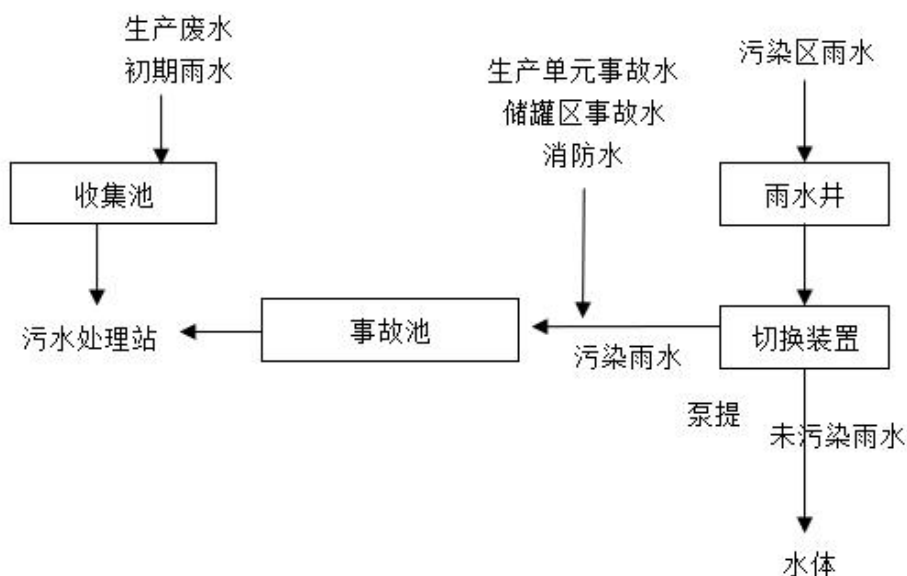 生产废水
初期雨水
收集池
污水处理站
生产单元事故水
储罐区事故水
消防水
事故池
污染雨水
污染区雨水
雨水井
切换装置
泵提
未污染雨水
水体